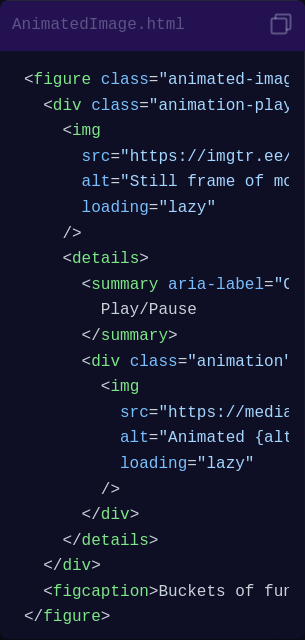 AnimatedImage.html
<figure class="animated-imag
<div class="animation-play
<img
src="https://imgtr.ee/
alt="Still frame of mo
loading="lazy"
/>
<details>
<summary aria-label="C
Play/Pause
</summary>
<div class="animation"
<img
src="https://media
alt="Animated {alt
loading="lazy"
/>
</div>
</details>
</div>
<figcaption>Buckets of fun
</figure>